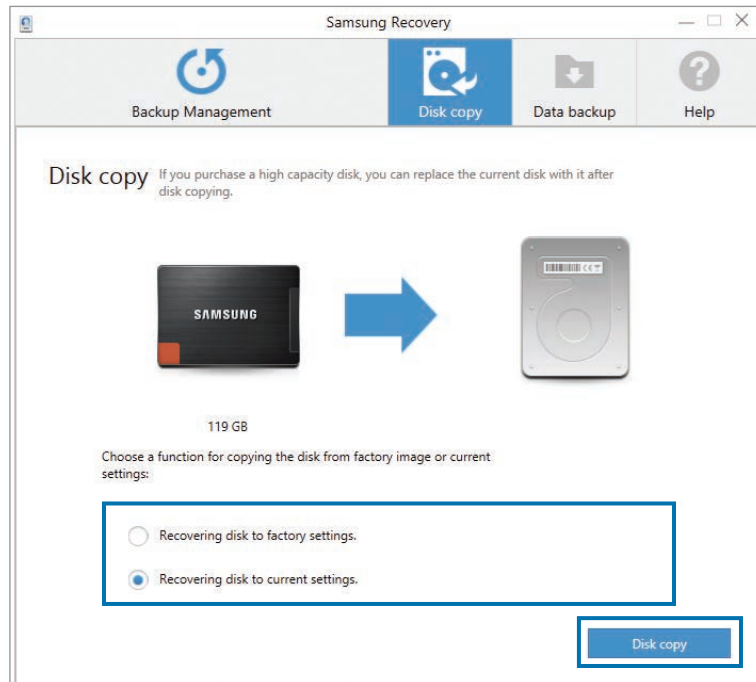 Samsung Recovery
Backup Management
Disk copy
Data backup
Help
Disk copy
If you purchase a high capacity disk, you can replace the current disk with it after
disk copying.
SAMSUNG
119 GB
Choose a function for copying the disk from factory image or current
settings:
Recovering disk to factory settings.
Recovering disk to current settings.
Disk copy